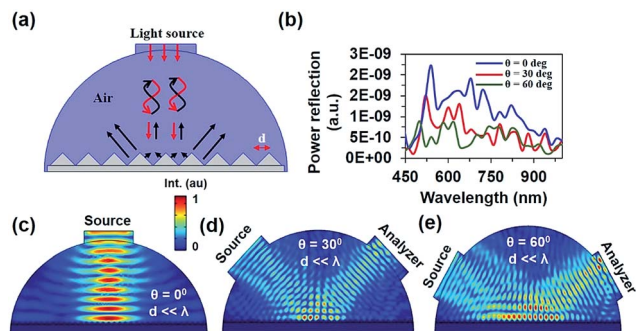 (a)
Light source
Air
d
(b)
Power reflection
(a.u.)
3E-09
2E-09
2E-09
1E-09
5E-10
0E+00
450
600
750
900
Wavelength (nm)
θ = 0 deg
θ = 30 deg
θ = 60 deg
Int. (au)
1
0
(c)
Source
θ = 0⁰
d << λ
(d)
Source
θ = 30⁰
d << λ
Analyzer
(e)
Source
θ = 60⁰
d << λ
Analyzer